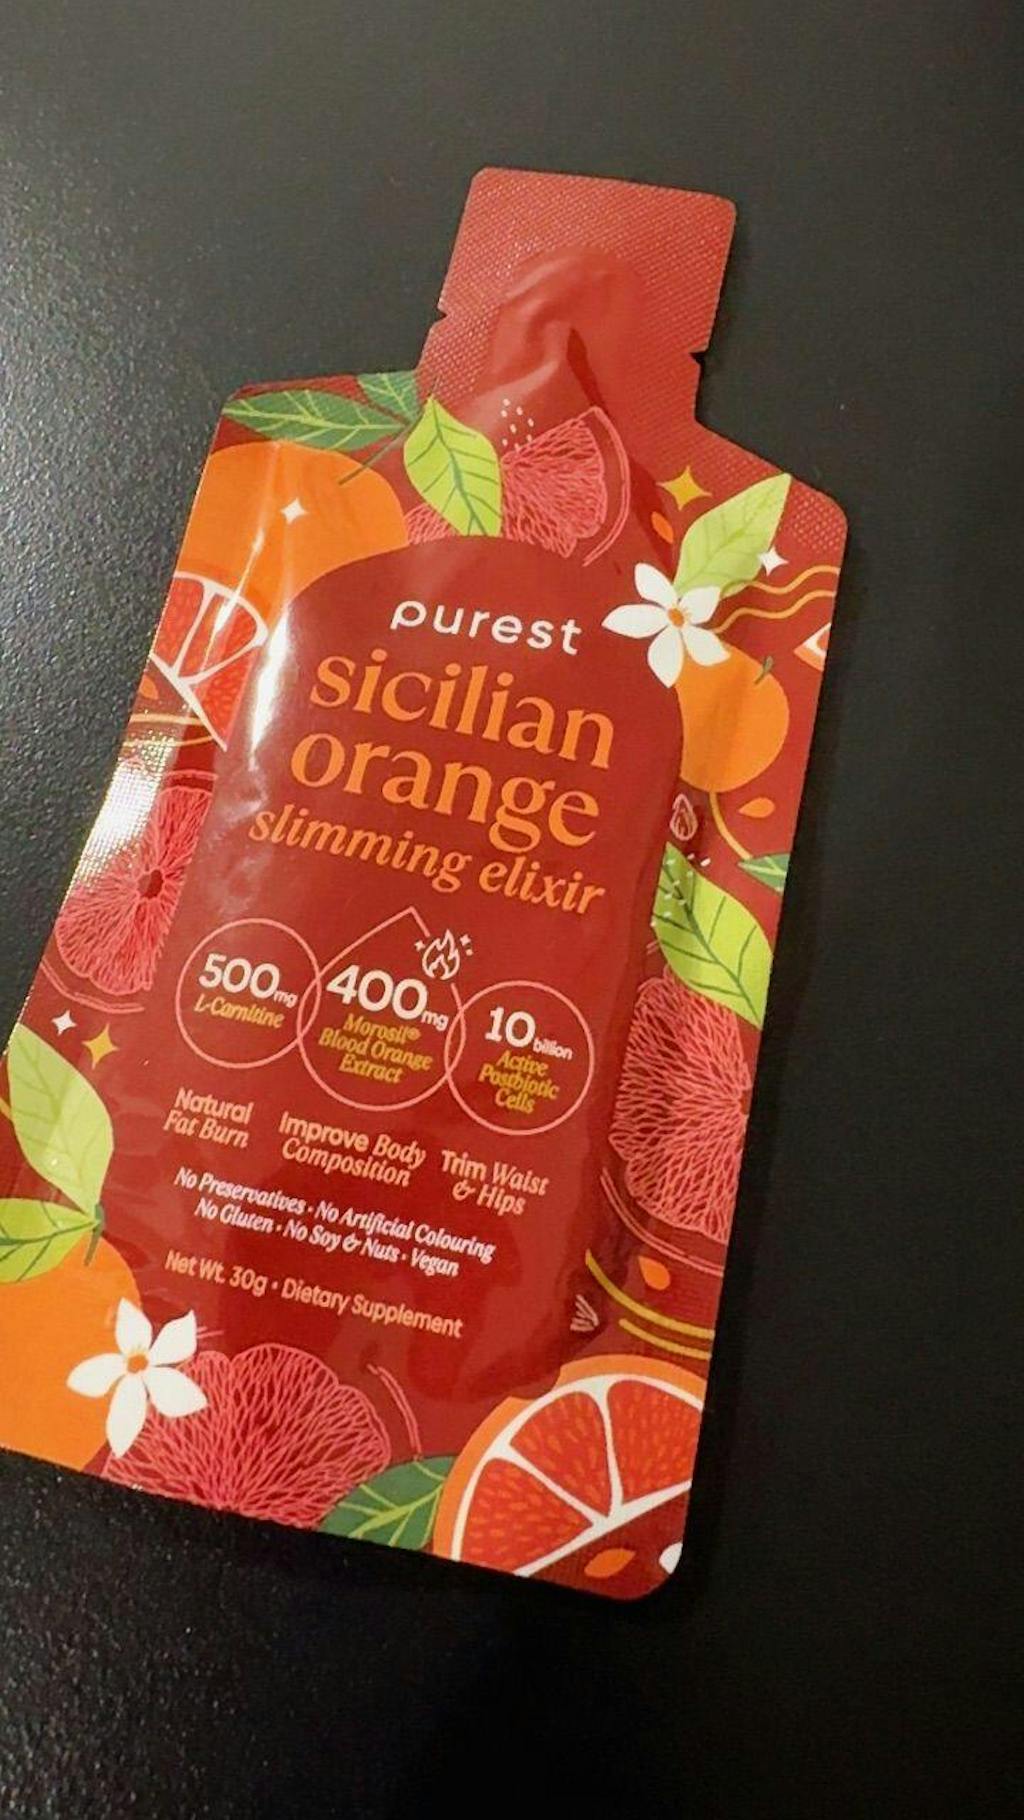 purest
sicilian
orange
slimming elixir
500mg
L-Carnitine
400mg
Morosil®
Blood Orange
Extract
10 billion
Active
Postbiotic
Cells
Natural
Fat Burn
Improve Body
Composition
Trim Waist
& Hips
No Preservatives · No Artificial Colouring
No Gluten · No Soy & Nuts · Vegan
Net Wt. 30g · Dietary Supplement